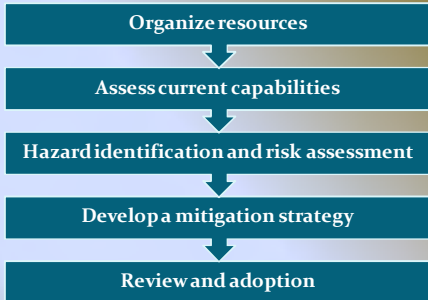 Organize resources
Assess current capabilities
Hazard identification and risk assessment
Develop a mitigation strategy
Review and adoption